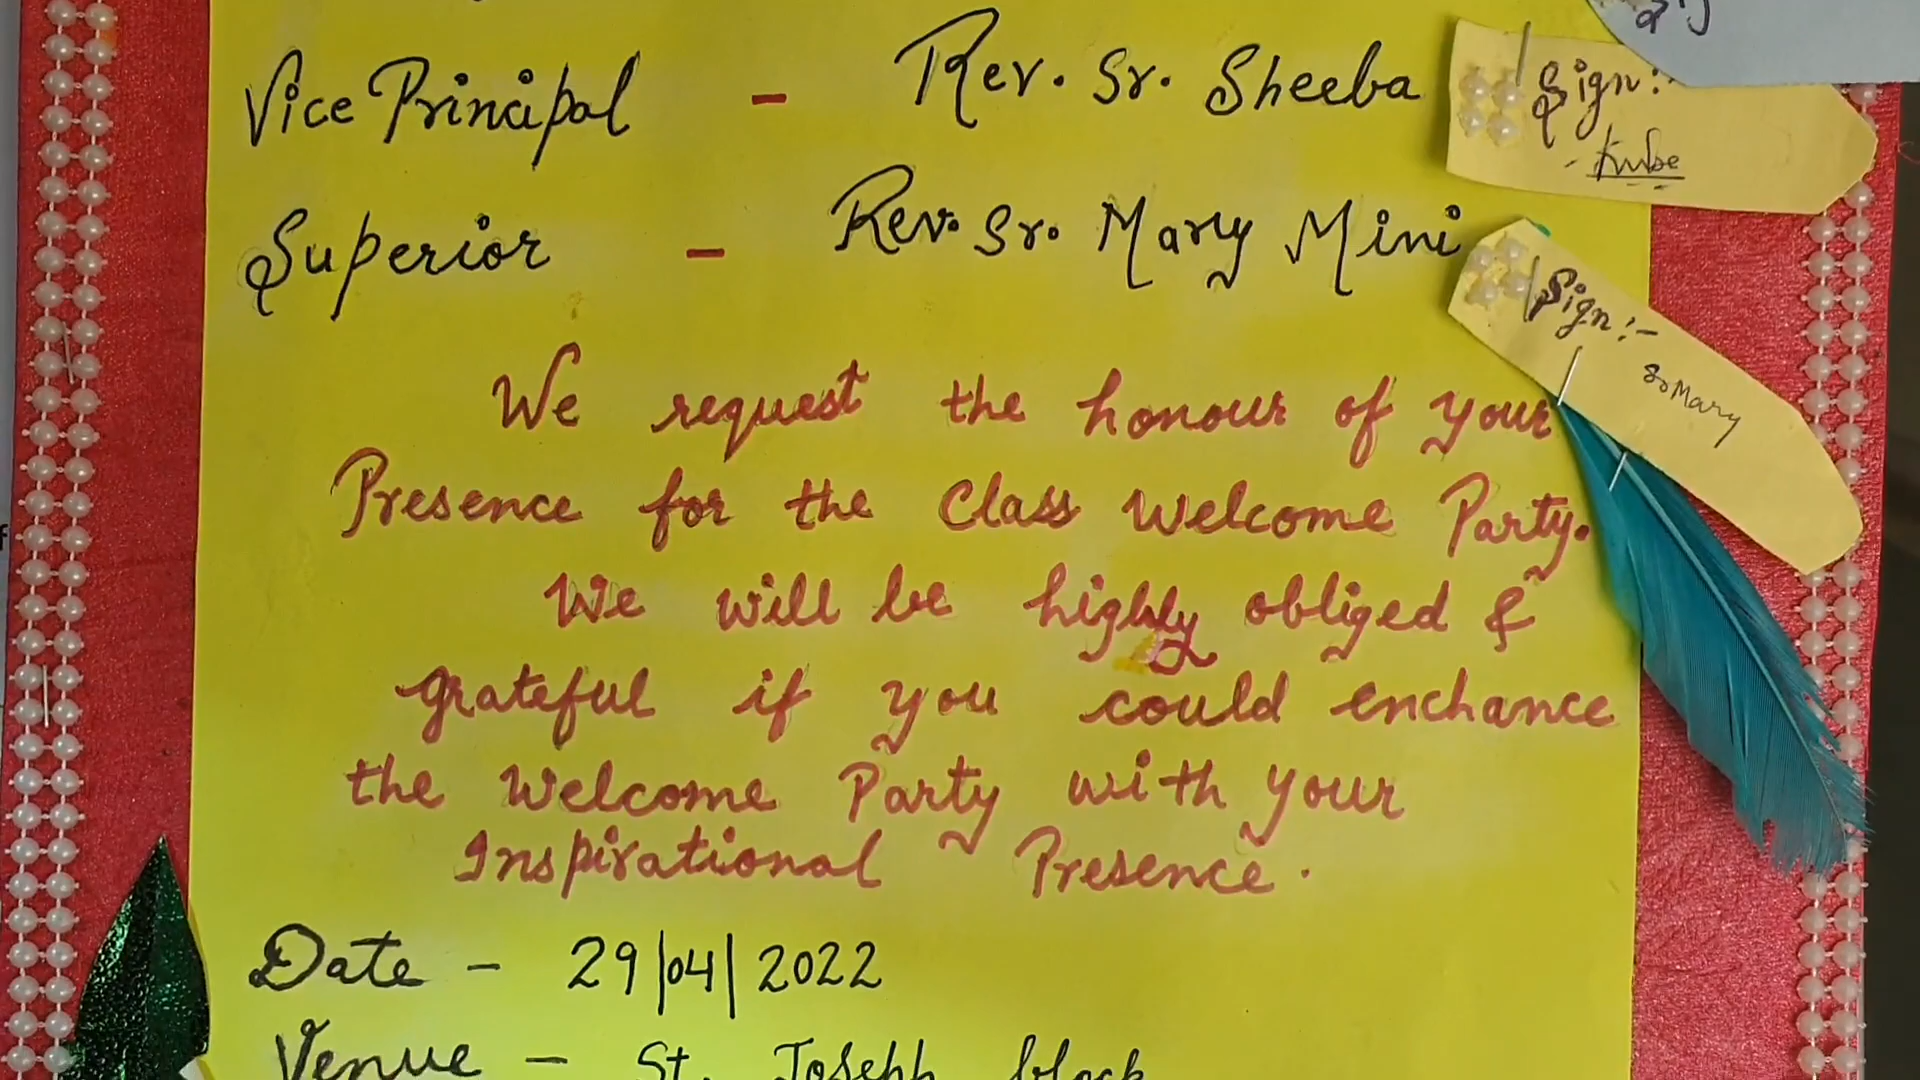 Vice Principal - Rev. Sr. Sheeba
Sign:-
Superior - Rev. Sr. Mary Mini
Sign:-
Sr Mary
We request the honour of your
Presence for the Class Welcome Party.
We will be highly obliged &
grateful if you could enchance
the Welcome Party with your
Inspirational Presence.
Date - 29/04/2022
Venue - St. Joseph block